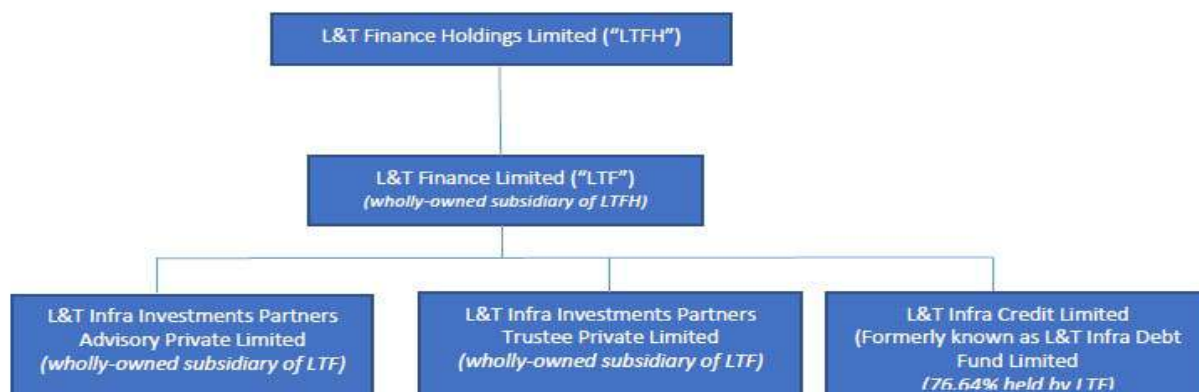 L&T Finance Holdings Limited (“LTFH”)
L&T Finance Limited (“LTF”)
(wholly-owned subsidiary of LTFH)
L&T Infra Investments Partners
Advisory Private Limited
(wholly-owned subsidiary of LTF)
L&T Infra Investments Partners
Trustee Private Limited
(wholly-owned subsidiary of LTF)
L&T Infra Credit Limited
(Formerly known as L&T Infra Debt
Fund Limited
(76.64% held by LTF)